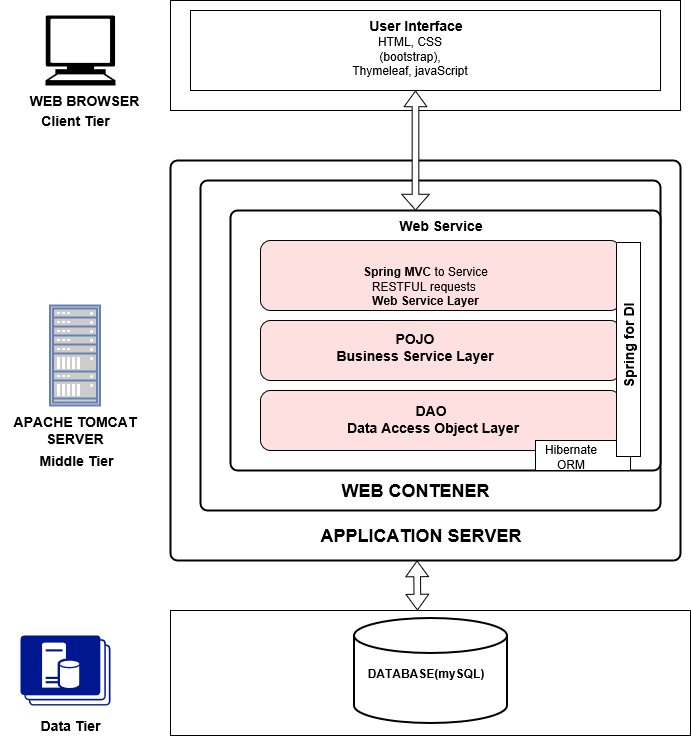 User Interface
HTML, CSS
(bootstrap),
Thymeleaf, javaScript
WEB BROWSER
Client Tier
Web Service
Spring MVC to Service
RESTFUL requests
Web Service Layer
POJO
Business Service Layer
DAO
Data Access Object Layer
Spring for DI
Hibernate
ORM
WEB CONTENER
APPLICATION SERVER
APACHE TOMCAT
SERVER
Middle Tier
DATABASE(mySQL)
Data Tier